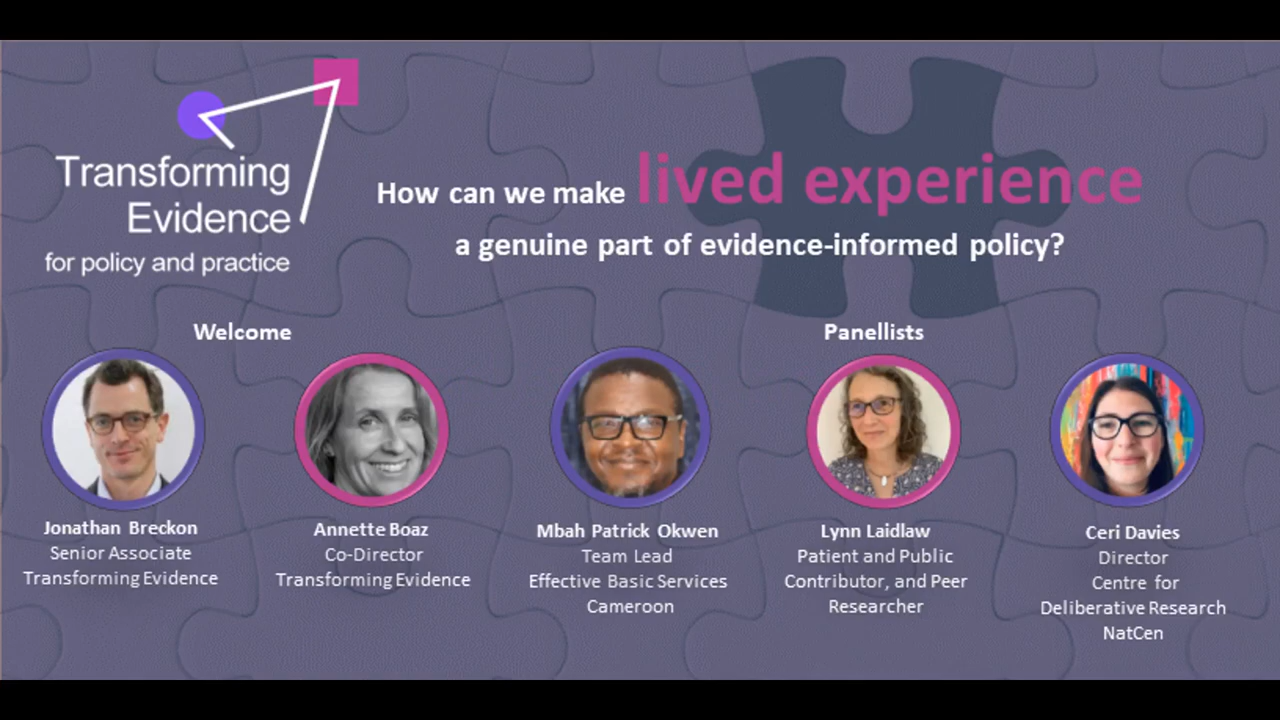 Transforming
Evidence
for policy and practice
How can we make lived experience
a genuine part of evidence-informed policy?
Welcome
Panellists
Jonathan Breckon
Senior Associate
Transforming Evidence
Annette Boaz
Co-Director
Transforming Evidence
Mbah Patrick Okwen
Team Lead
Effective Basic Services
Cameroon
Lynn Laidlaw
Patient and Public
Contributor, and Peer
Researcher
Ceri Davies
Director
Centre for
Deliberative Research
NatCen